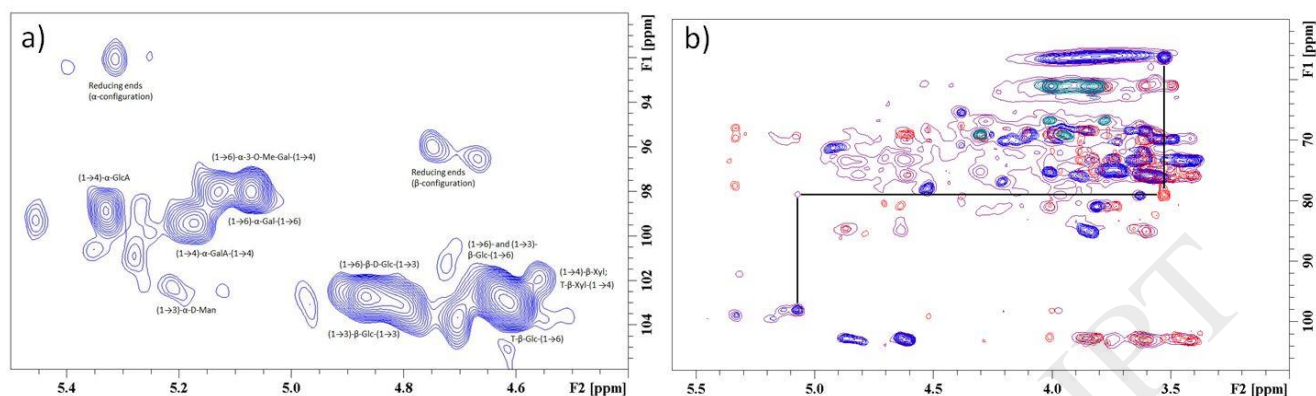 a)
Reducing ends
(α-configuration)
(1→6)-α-3-O-Me-Gal-(1→4)
(1→4)-α-GlcA
Reducing ends
(β-configuration)
(1→6)-α-Gal-(1→6)
(1→4)-α-GalA-(1→4)
(1→6)- and (1→3)-
β-Glc-(1→6)
(1→6)-β-D-Glc-(1→3)
(1→4)-β-Xyl;
T-β-Xyl-(1→4)
(1→3)-α-D-Man
(1→3)-β-Glc-(1→3)
T-β-Glc-(1→6)
F1 [ppm]
94
96
98
100
102
104
5.4 5.2 5.0 4.8 4.6 F2 [ppm]
b)
F1 [ppm]
70
80
90
100
5.5 5.0 4.5 4.0 3.5 F2 [ppm]